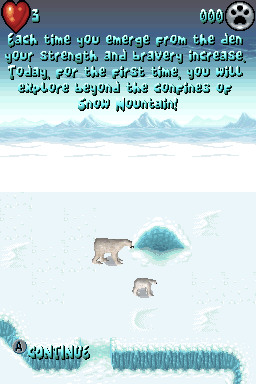 3
000
Each time you emerge from the den
your strength and bravery increase.
Today, for the first time, you will
explore beyond the confines of
Snow Mountain!
A CONTINUE